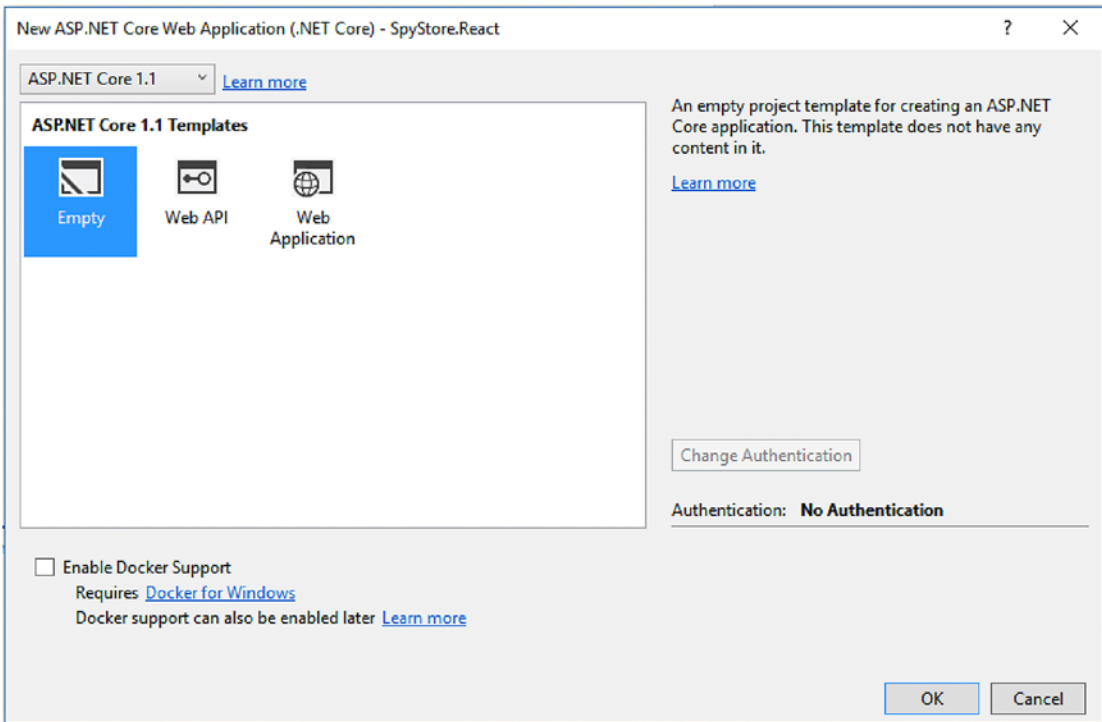 New ASP.NET Core Web Application (.NET Core) - SpyStore.React
ASP.NET Core 1.1
Learn more
ASP.NET Core 1.1 Templates
Empty
Web API
Web
Application
An empty project template for creating an ASP.NET
Core application. This template does not have any
content in it.
Learn more
Change Authentication
Authentication: No Authentication
Enable Docker Support
Requires Docker for Windows
Docker support can also be enabled later Learn more
OK
Cancel